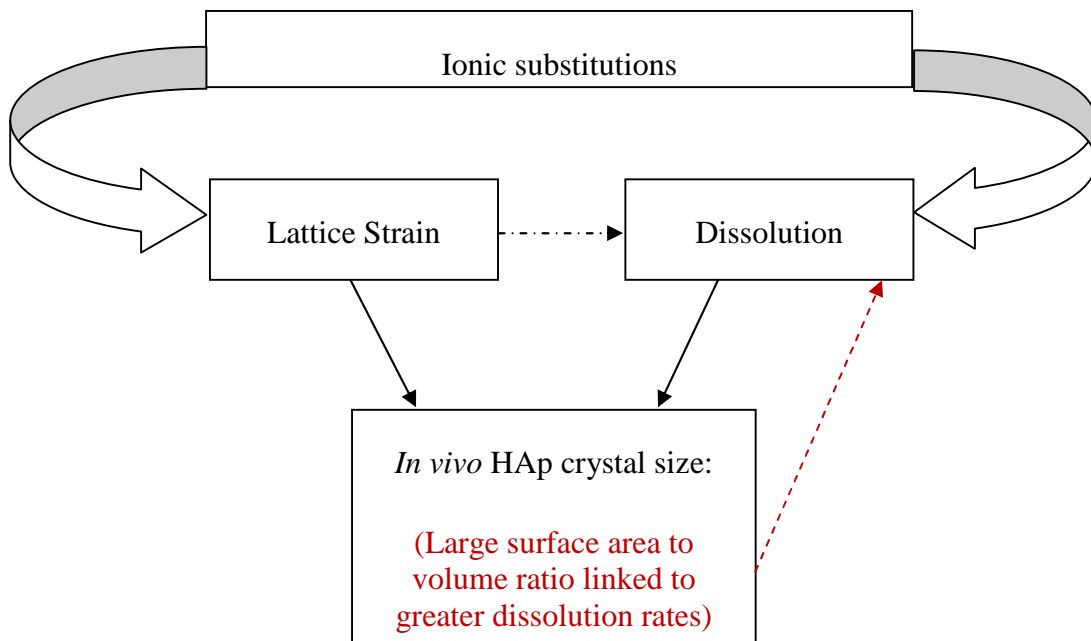 Ionic substitutions
Lattice Strain
Dissolution
In vivo HAp crystal size:
(Large surface area to
volume ratio linked to
greater dissolution rates)